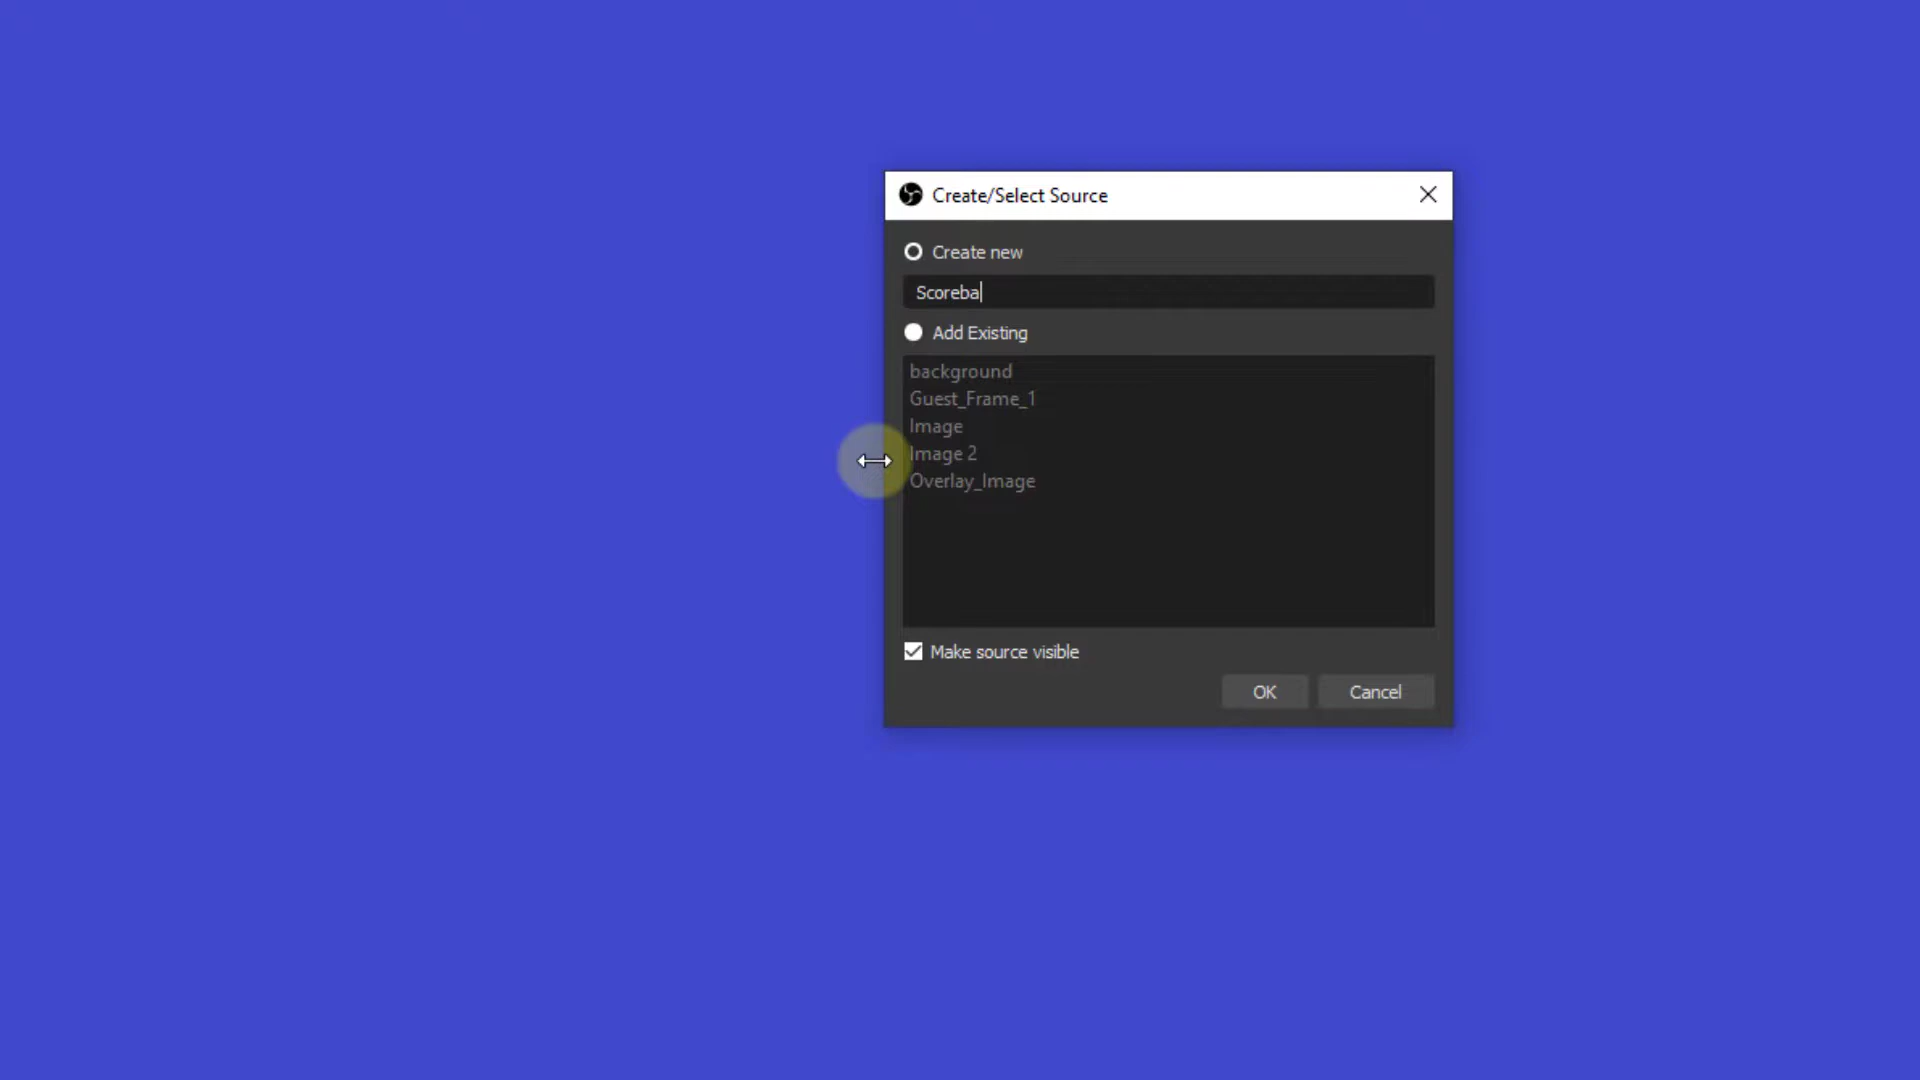 Create/Select Source
Create new
Scoreba
Add Existing
background
Guest_Frame_1
Image
Image 2
Overlay_Image
Make source visible
OK Cancel